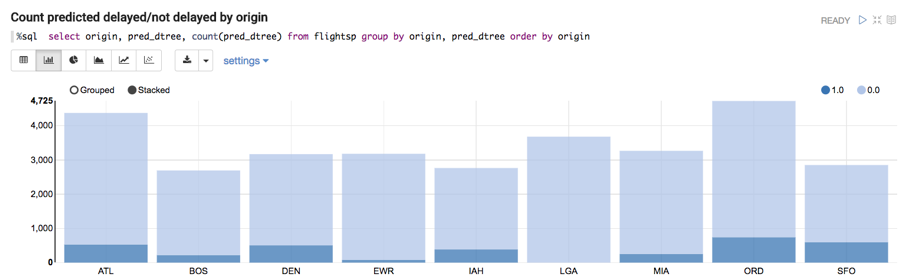 Count predicted delayed/not delayed by origin
READY
%sql select origin, pred_dtree, count(pred_dtree) from flightsp group by origin, pred_dtree order by origin
settings
Grouped Stacked
1.0 0.0
4,725
4,000
3,000
2,000
1,000
0
ATL BOS DEN EWR IAH LGA MIA ORD SFO